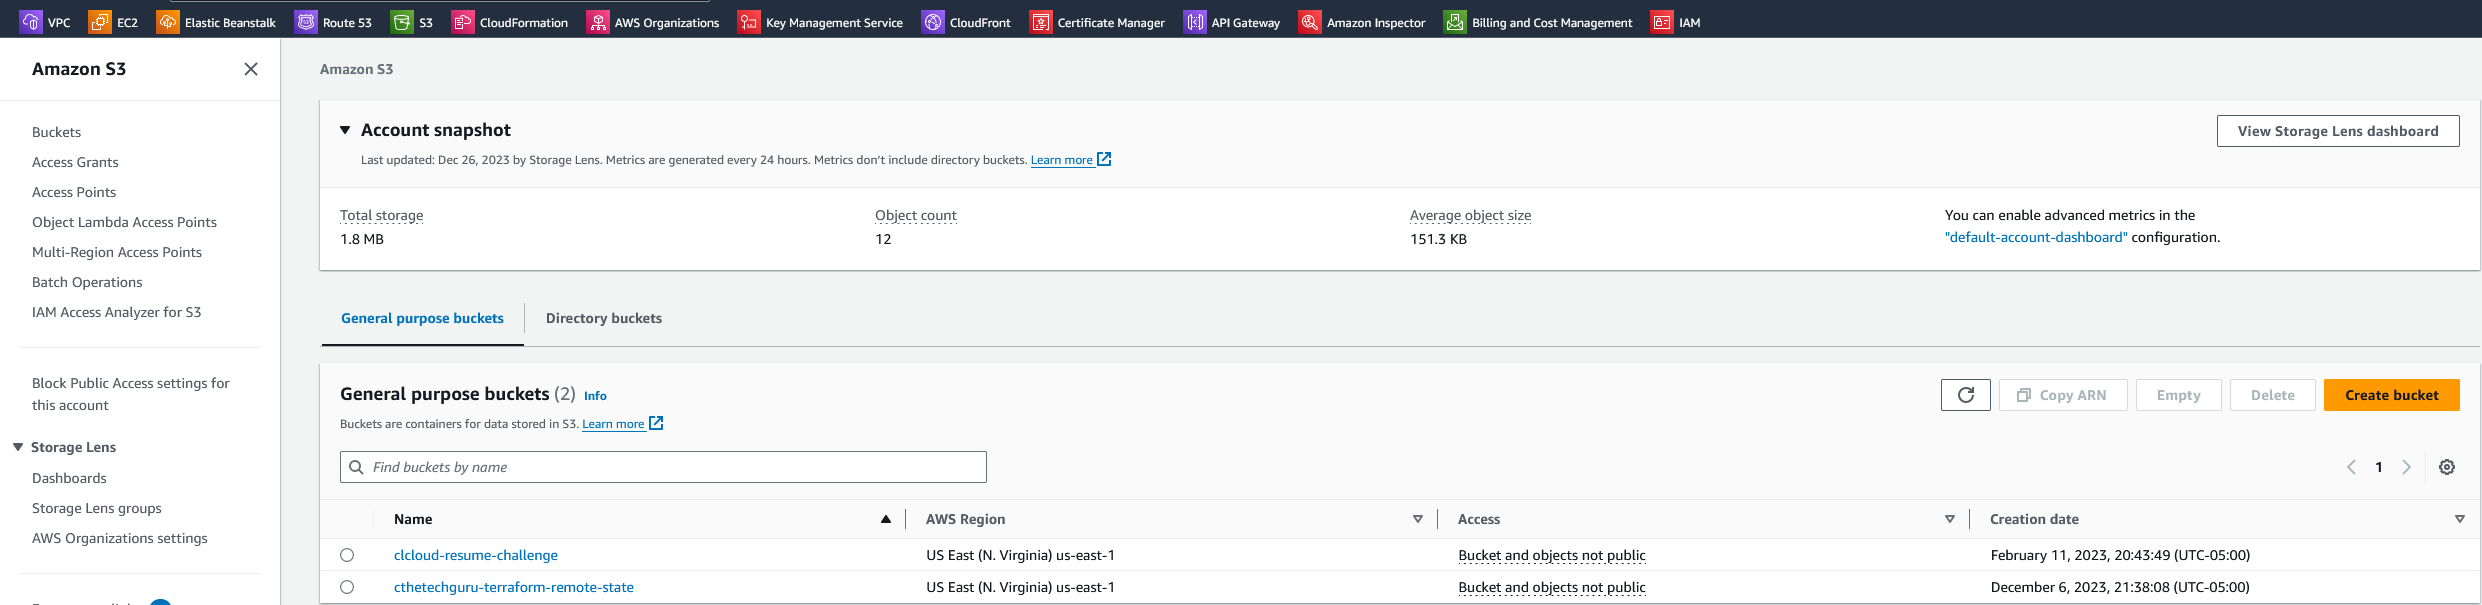 VPC EC2 Elastic Beanstalk Route 53 S3 CloudFormation AWS Organizations Key Management Service CloudFront Certificate Manager API Gateway Amazon Inspector Billing and Cost Management IAM
Amazon S3
Buckets
Access Grants
Access Points
Object Lambda Access Points
Multi-Region Access Points
Batch Operations
IAM Access Analyzer for S3
Block Public Access settings for
this account
Storage Lens
Dashboards
Storage Lens groups
AWS Organizations settings
Amazon S3
Account snapshot
View Storage Lens dashboard
Last updated: Dec 26, 2023 by Storage Lens. Metrics are generated every 24 hours. Metrics don't include directory buckets. Learn more
Total storage
1.8 MB
Object count
12
Average object size
151.3 KB
You can enable advanced metrics in the
"default-account-dashboard" configuration.
General purpose buckets Directory buckets
General purpose buckets (2) Info
Copy ARN Empty Delete Create bucket
Buckets are containers for data stored in S3. Learn more
Find buckets by name
1
Name AWS Region Access Creation date
clcloud-resume-challenge US East (N. Virginia) us-east-1 Bucket and objects not public February 11, 2023, 20:43:49 (UTC-05:00)
cthetechguru-terraform-remote-state US East (N. Virginia) us-east-1 Bucket and objects not public December 6, 2023, 21:38:08 (UTC-05:00)